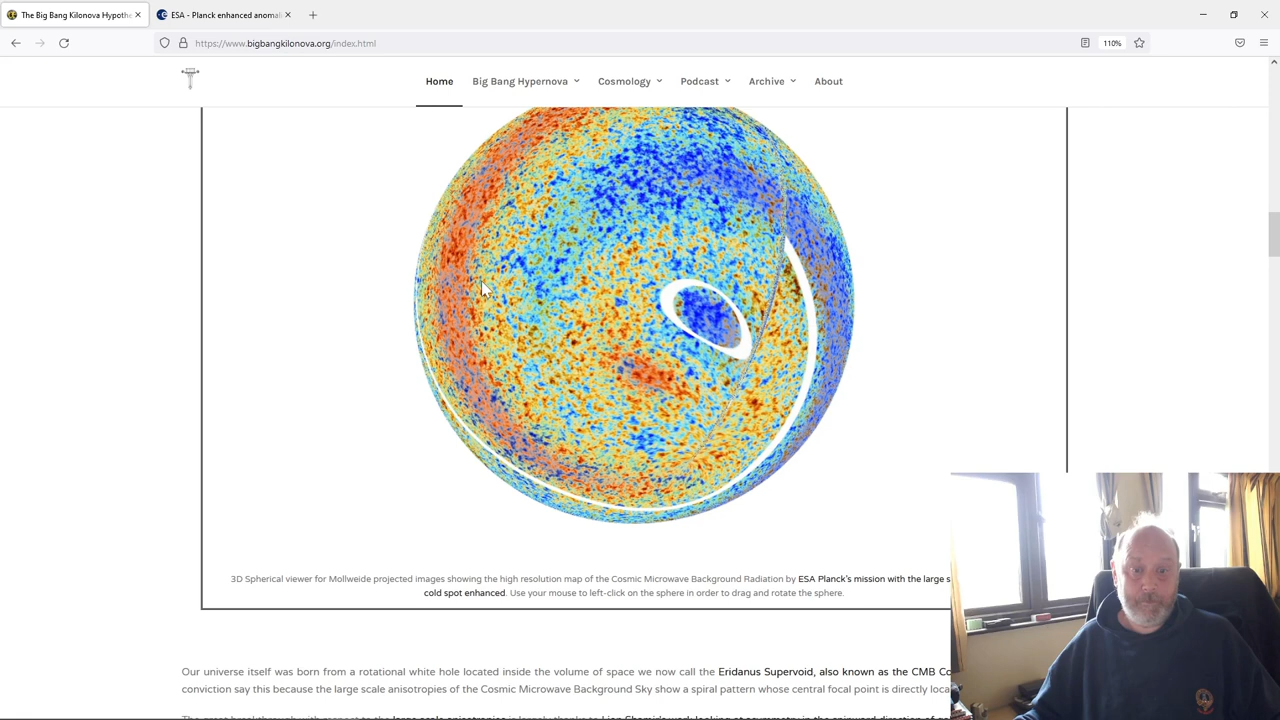 The Big Bang Kilonova Hypothe
ESA - Planck enhanced anomal
https://www.bigbangkilonova.org/index.html
110%
Home
Big Bang Hypernova
Cosmology
Podcast
Archive
About
3D Spherical viewer for Mollweide projected images showing the high resolution map of the Cosmic Microwave Background Radiation by ESA Planck's mission with the large s
cold spot enhanced. Use your mouse to left-click on the sphere in order to drag and rotate the sphere.
Our universe itself was born from a rotational white hole located inside the volume of space we now call the Eridanus Supervoid, also known as the CMB Co
conviction say this because the large scale anisotropies of the Cosmic Microwave Background Sky show a spiral pattern whose central focal point is directly loca